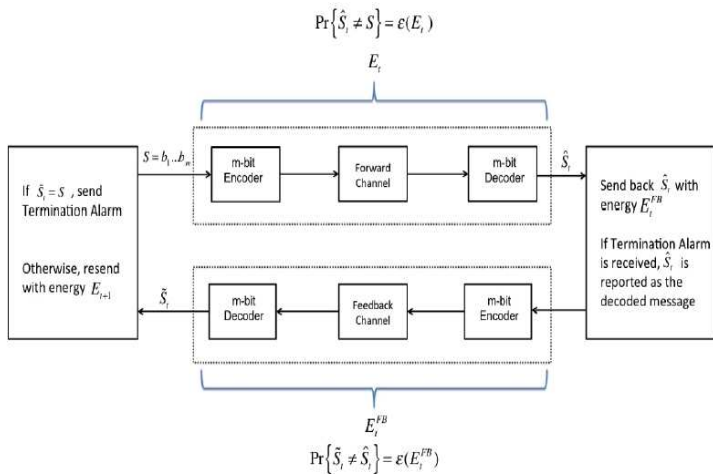 Pr{Ŝ_t ≠ S} = ε(E_t)
E_t
S = b_1..b_m
m-bit
Encoder
Forward
Channel
m-bit
Decoder
Ŝ_t
If S̃_t = S , send
Termination Alarm
Otherwise, resend
with energy E_{t+1}
Send back Ŝ_t with
energy E_t^{FB}
If Termination Alarm
is received, Ŝ_t is
reported as the
decoded message
S̃_t
m-bit
Decoder
Feedback
Channel
m-bit
Encoder
E_t^{FB}
Pr{S̃_t ≠ Ŝ_t} = ε(E_t^{FB})